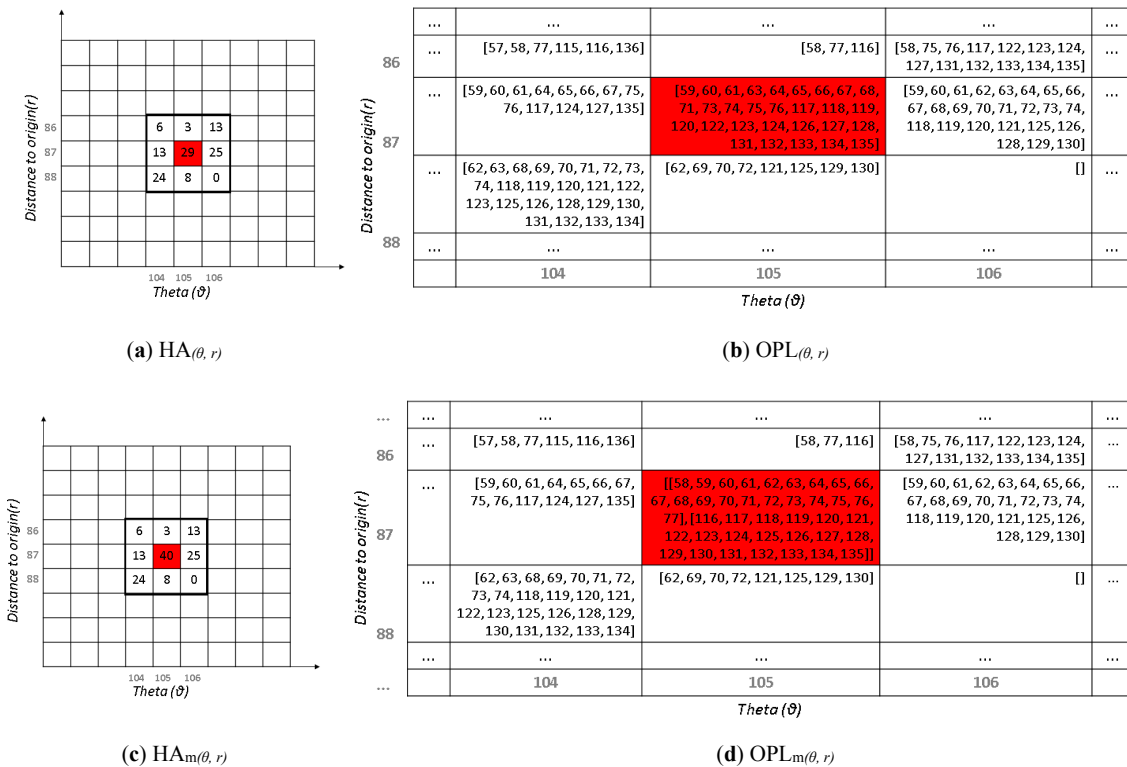 Distance to origin(r)
86
87
88
6 3 13
13 29 25
24 8 0
104 105 106
Theta (ϑ)
(a) HA(θ, r)
... ... ... ... ...
86
... [57, 58, 77, 115, 116, 136] [58, 77, 116] [58, 75, 76, 117, 122, 123, 124, ...
127, 131, 132, 133, 134, 135]
Distance to origin(r)
87
... [59, 60, 61, 64, 65, 66, 67, 75, [59, 60, 61, 63, 64, 65, 66, 67, 68, [59, 60, 61, 62, 63, 64, 65, 66, ...
76, 117, 124, 127, 135] 71, 73, 74, 75, 76, 117, 118, 119, 67, 68, 69, 70, 71, 72, 73, 74,
120, 122, 123, 124, 126, 127, 128, 118, 119, 120, 121, 125, 126,
131, 132, 133, 134, 135] 128, 129, 130]
88
... [62, 63, 68, 69, 70, 71, 72, 73, [62, 69, 70, 72, 121, 125, 129, 130] [] ...
74, 118, 119, 120, 121, 122,
123, 125, 126, 128, 129, 130,
131, 132, 133, 134]
... ... ... ... ...
104 105 106
Theta (ϑ)
(b) OPL(θ, r)
Distance to origin(r)
86
87
88
6 3 13
13 40 25
24 8 0
104 105 106
Theta (ϑ)
(c) HAm(θ, r)
... ... ... ... ... ...
86
... [57, 58, 77, 115, 116, 136] [58, 77, 116] [58, 75, 76, 117, 122, 123, 124, ...
127, 131, 132, 133, 134, 135]
Distance to origin(r)
87
... [59, 60, 61, 64, 65, 66, 67, [[58, 59, 60, 61, 62, 63, 64, 65, 66, [59, 60, 61, 62, 63, 64, 65, 66, ...
75, 76, 117, 124, 127, 135] 67, 68, 69, 70, 71, 72, 73, 74, 75, 76, 67, 68, 69, 70, 71, 72, 73, 74,
77], [116, 117, 118, 119, 120, 121, 118, 119, 120, 121, 125, 126,
122, 123, 124, 125, 126, 127, 128, 128, 129, 130]
129, 130, 131, 132, 133, 134, 135]]
88
... [62, 63, 68, 69, 70, 71, 72, [62, 69, 70, 72, 121, 125, 129, 130] [] ...
73, 74, 118, 119, 120, 121,
122, 123, 125, 126, 128, 129,
130, 131, 132, 133, 134]
... ... ... ... ...
... ... 104 105 106 ...
Theta (ϑ)
(d) OPLm(θ, r)